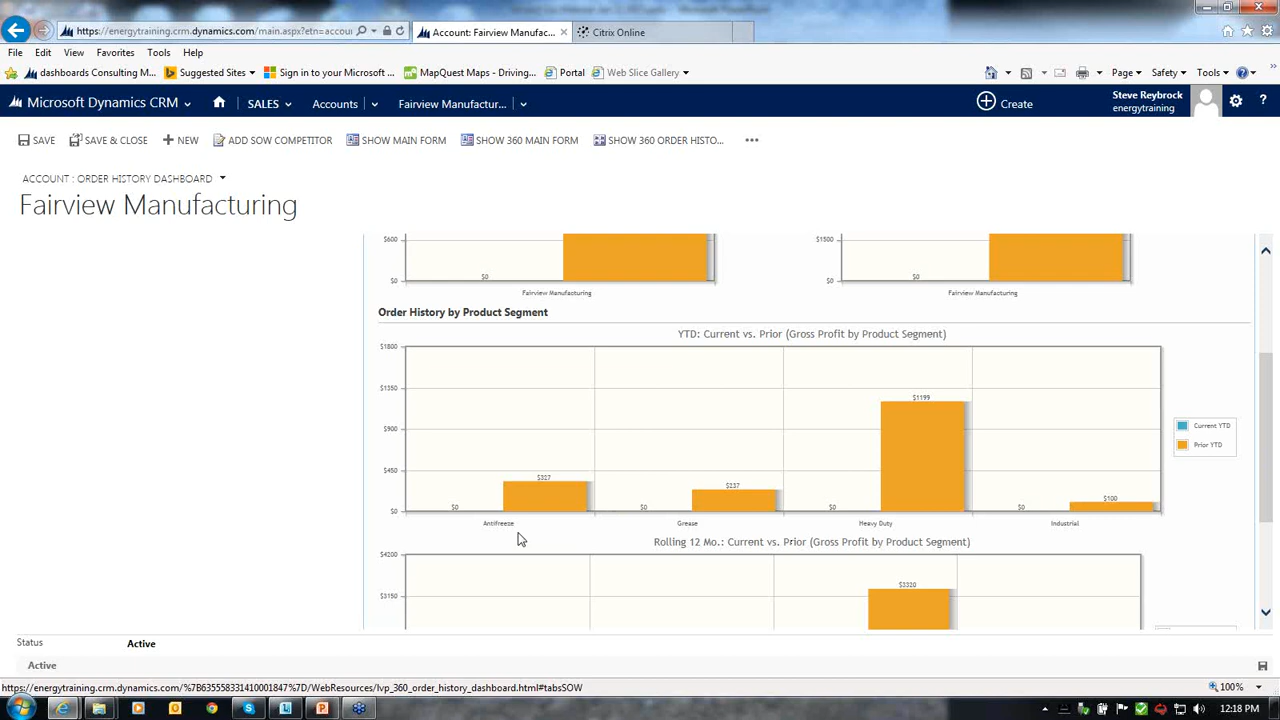 https://energytraining.crm.dynamics.com/main.aspx?etn=accou
Account: Fairview Manufac...
Citrix Online
File Edit View Favorites Tools Help
dashboards Consulting M...
Suggested Sites
Sign in to your Microsoft ...
MapQuest Maps - Driving,...
Portal
Web Slice Gallery
Page
Safety
Tools
Microsoft Dynamics CRM
SALES
Accounts
Fairview Manufactur...
Create
Steve Reybrock
energytraining
SAVE
SAVE & CLOSE
NEW
ADD SOW COMPETITOR
SHOW MAIN FORM
SHOW 360 MAIN FORM
SHOW 360 ORDER HISTO...
ACCOUNT : ORDER HISTORY DASHBOARD
Fairview Manufacturing
$600
$0
$0
Fairview Manufacturing
$1500
$0
$0
Fairview Manufacturing
Order History by Product Segment
YTD: Current vs. Prior (Gross Profit by Product Segment)
$1800
$1350
$900
$450
$0
$0
$327
$0
$237
$0
$1199
$0
$100
Antifreeze
Grease
Heavy Duty
Industrial
Current YTD
Prior YTD
Rolling 12 Mo.: Current vs. Prior (Gross Profit by Product Segment)
$4200
$3150
$3320
Status
Active
Active
https://energytraining.crm.dynamics.com/%7B635558331410001847%7D/WebResources/lvp_360_order_history_dashboard.html#tabsSOW
100%
12:18 PM